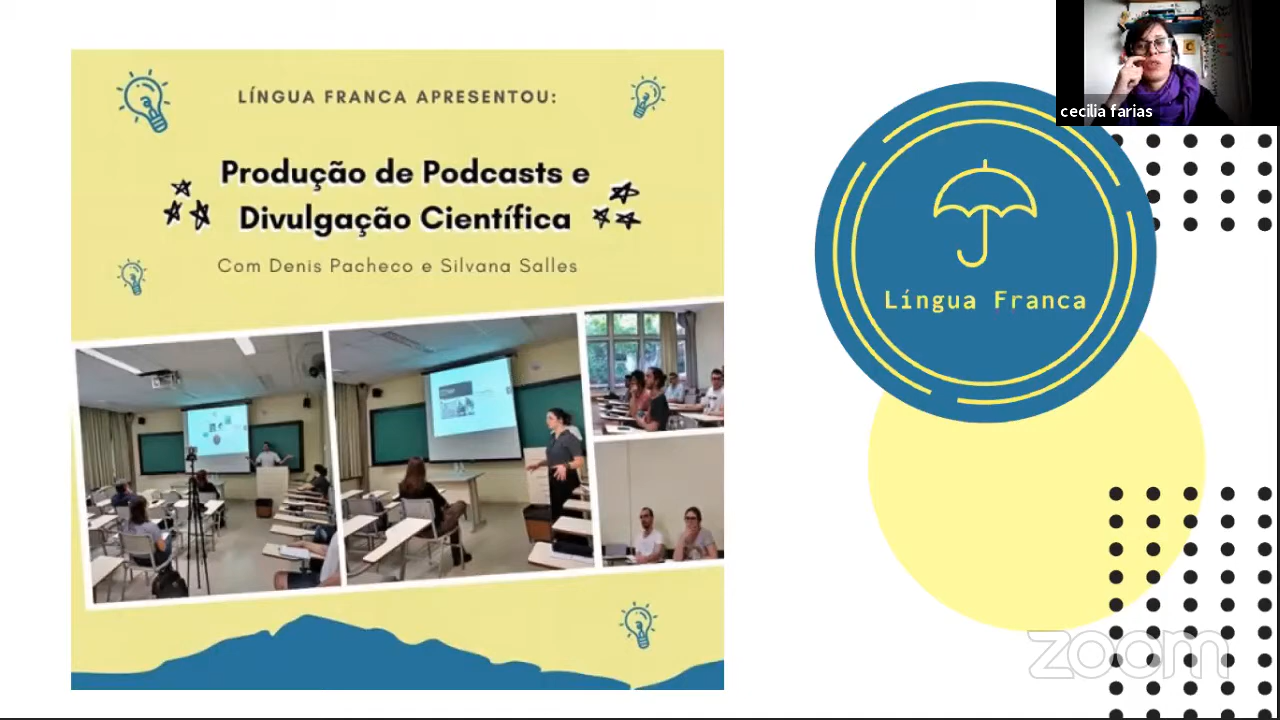 LÍNGUA FRANCA APRESENTOU:
Produção de Podcasts e
Divulgação Científica
Com Denis Pacheco e Silvana Salles
cecilia farias
Língua Franca
zoom